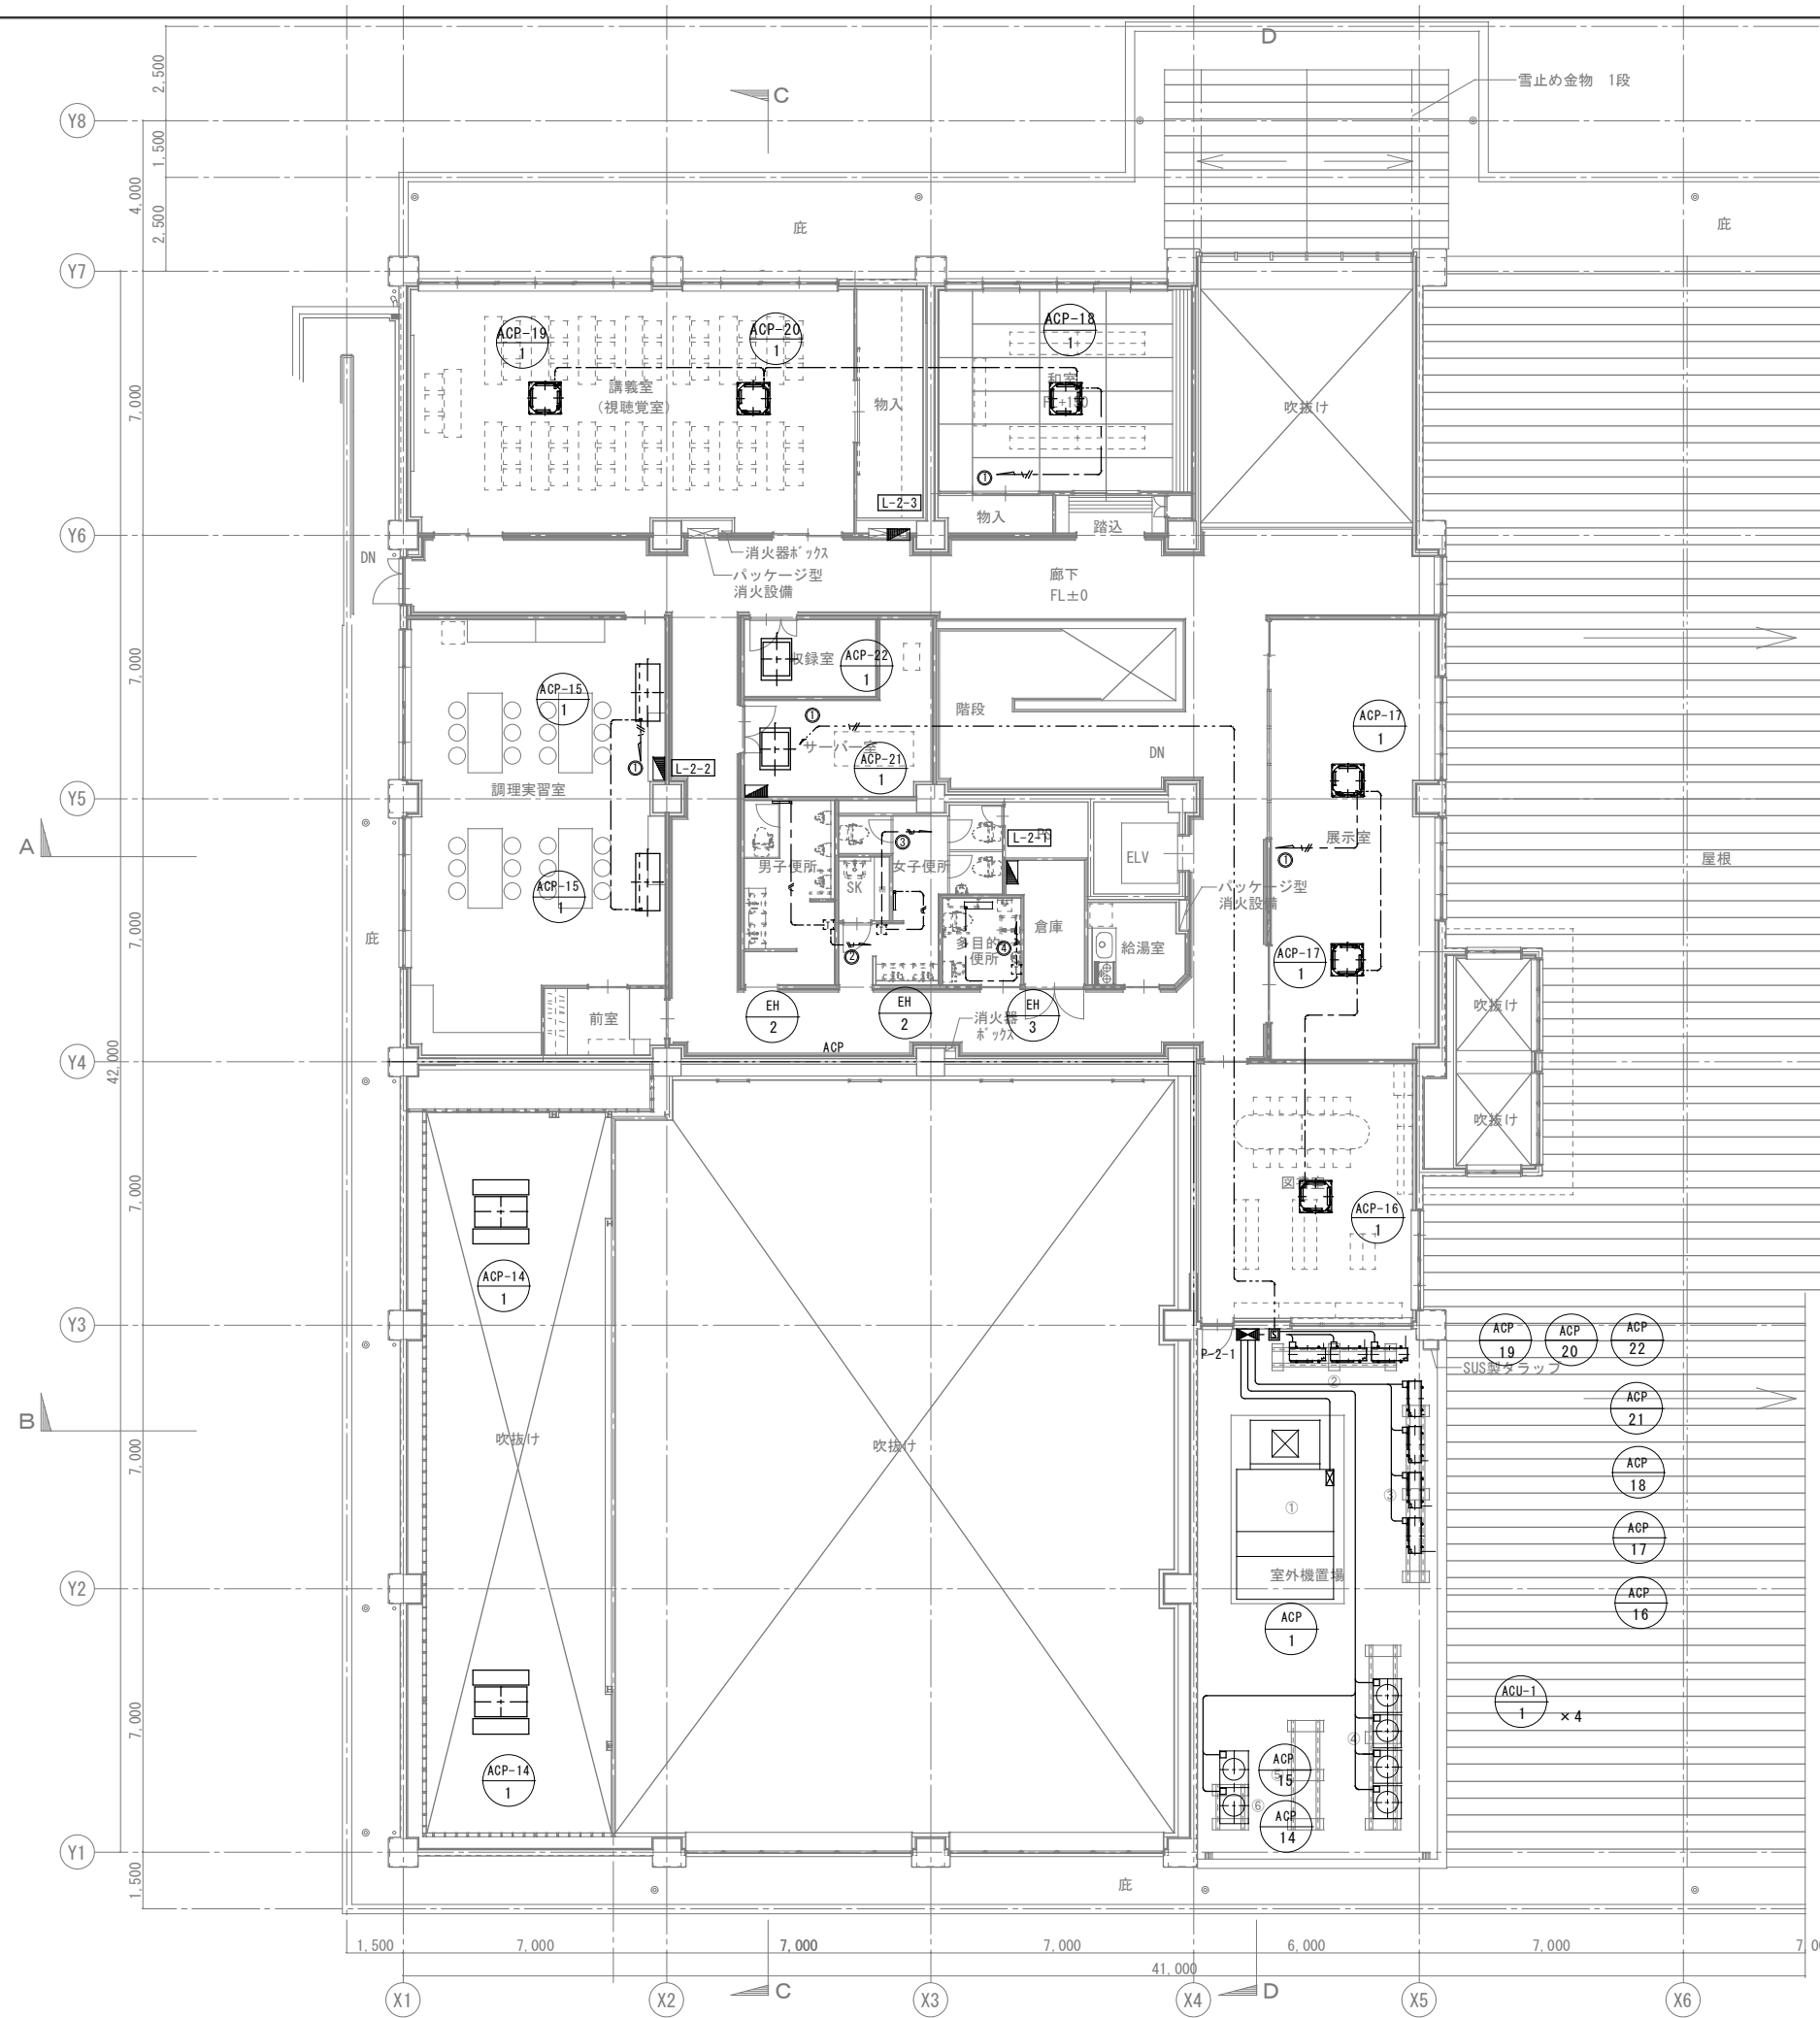 D
2,500
雪止め金物 1段
C
Y8
1,500
4,000
2,500
庇
庇
Y7
ACP-19
1
ACP-20
1
ACP-18
1
7,000
講義室
(視聴覚室)
物入
和室
吹抜け
①
L-2-3
物入
踏込
Y6
DN
消火器ボックス
パッケージ型
消火設備
廊下
FL±0
7,000
収録室
ACP-22
1
ACP-15
1
階段
ACP-17
1
①
サーバー室
ACP-21
1
DN
①
L-2-2
調理実習室
Y5
A
男子便所
③
女子便所
L-2-1
ELV
展示室
①
屋根
SK
ACP-15
1
パッケージ型
消火設備
7,000
庇
倉庫
多目的
便所
④
給湯室
②
ACP-17
1
EH
2
EH
2
EH
3
前室
消火器
ボックス
吹抜け
ACP
Y4
42,000
吹抜け
7,000
ACP-16
1
ACP-14
1
Y3
P-2-1
ACP
19
ACP
20
ACP
22
SUS製タラップ
②
ACP
21
B
吹抜け
吹抜け
7,000
ACP
18
③
①
ACP
17
室外機置場
Y2
ACP
16
ACP
1
ACU-1
1
×4
7,000
④
ACP-14
1
ACP
15
⑤
⑥
ACP
14
Y1
1,500
庇
1,500
7,000
7,000
7,000
6,000
7,000
41,000
C
D
X1
X2
X3
X4
X5
X6